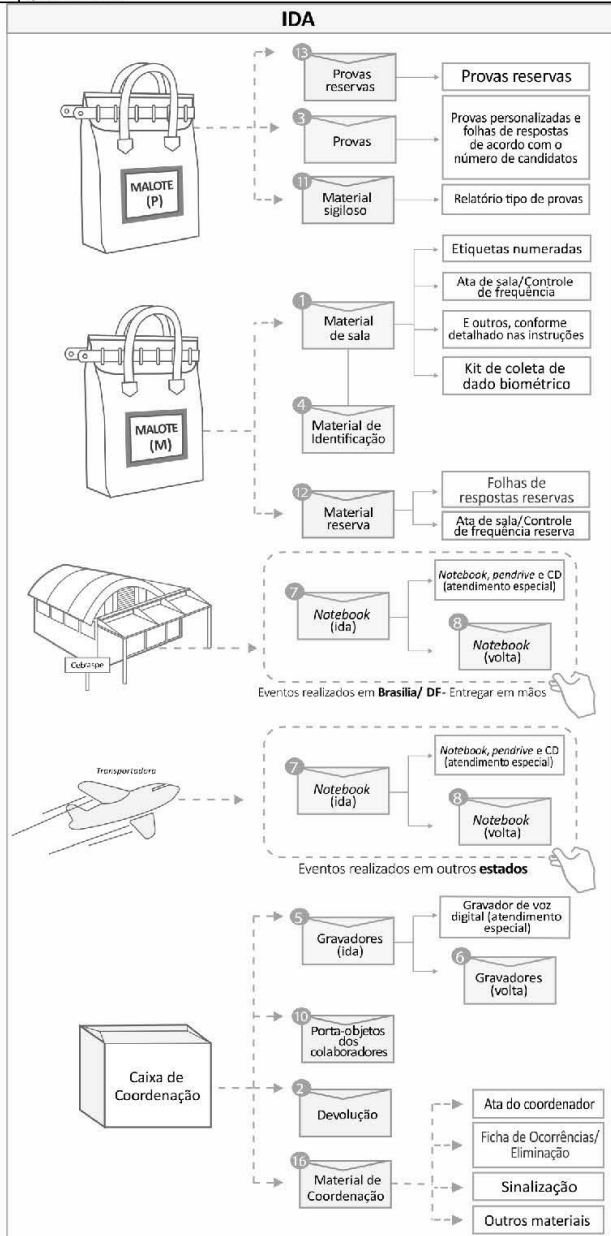 IDA
13
Provas
reservas
Provas reservas
MALOTE
(P)
3
Provas
Provas personalizadas e
folhas de respostas
de acordo com o
número de candidatos
11
Material
sigiloso
Relatório tipo de provas
MALOTE
(M)
1
Material
de sala
Etiquetas numeradas
Ata de sala/Controle
de frequência
E outros, conforme
detalhado nas instruções
Kit de coleta de
dado biométrico
4
Material de
Identificação
12
Material
reserva
Folhas de
respostas reservas
Ata de sala/Controle
de frequência reserva
Cebraspe
7
Notebook
(ida)
Notebook, pendrive e CD
(atendimento especial)
8
Notebook
(volta)
Eventos realizados em Brasília/ DF- Entregar em mãos
Transportadora
7
Notebook
(ida)
Notebook, pendrive e CD
(atendimento especial)
8
Notebook
(volta)
Eventos realizados em outros estados
5
Gravadores
(ida)
Gravador de voz
digital (atendimento
especial)
6
Gravadores
(volta)
10
Porta-objetos
dos
colaboradores
Caixa de
Coordenação
2
Devolução
16
Material de
Coordenação
Ata do coordenador
Ficha de Ocorrências/
Eliminação
Sinalização
Outros materiais